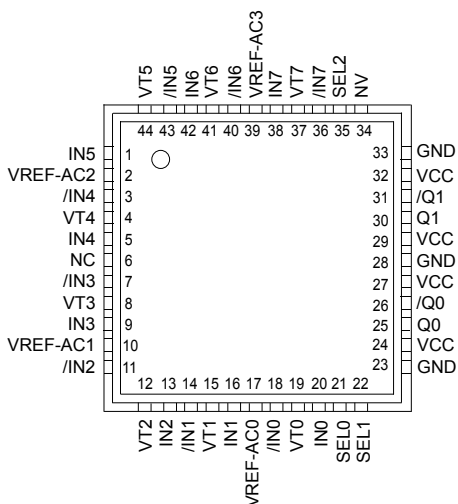 VT5 /IN5 IN6 VT6 /IN6 VREF-AC3 IN7 VT7 /IN7 SEL2 NV
44 43 42 41 40 39 38 37 36 35 34
IN5 1
VREF-AC2 2
/IN4 3
VT4 4
IN4 5
NC 6
/IN3 7
VT3 8
IN3 9
VREF-AC1 10
/IN2 11
33 GND
32 VCC
31 /Q1
30 Q1
29 VCC
28 GND
27 VCC
26 /Q0
25 Q0
24 VCC
23 GND
12 13 14 15 16 17 18 19 20 21 22
VT2 IN2 /IN1 VT1 IN1 VREF-AC0 /IN0 VT0 IN0 SEL0 SEL1